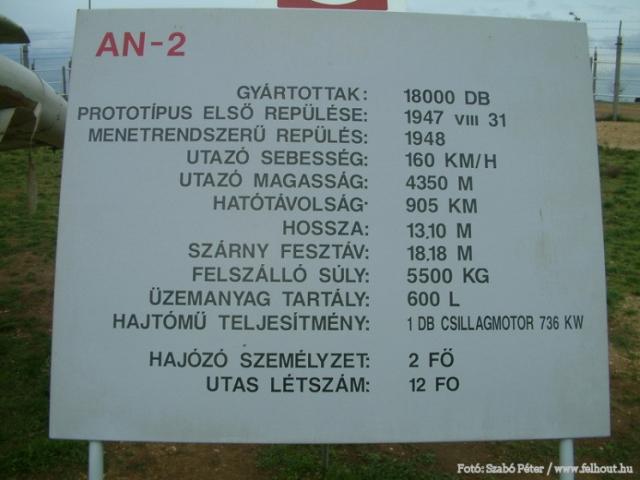 AN-2
GYÁRTOTTAK: 18000 DB
PROTOTÍPUS ELSŐ REPÜLÉSE: 1947 VIII 31
MENETRENDSZERŰ REPÜLÉS: 1948
UTAZÓ SEBESSÉG: 160 KM/H
UTAZÓ MAGASSÁG: 4350 M
HATÓTÁVOLSÁG: 905 KM
HOSSZA: 13,10 M
SZÁRNY FESZTÁV: 18.18 M
FELSZÁLLÓ SÚLY: 5500 KG
ÜZEMANYAG TARTÁLY: 600 L
HAJTÓMŰ TELJESÍTMÉNY: 1 DB CSILLAGMOTOR 736 KW
HAJÓZÓ SZEMÉLYZET: 2 FŐ
UTAS LÉTSZÁM: 12 FO
Fotó: Szabó Péter / www.felhout.hu